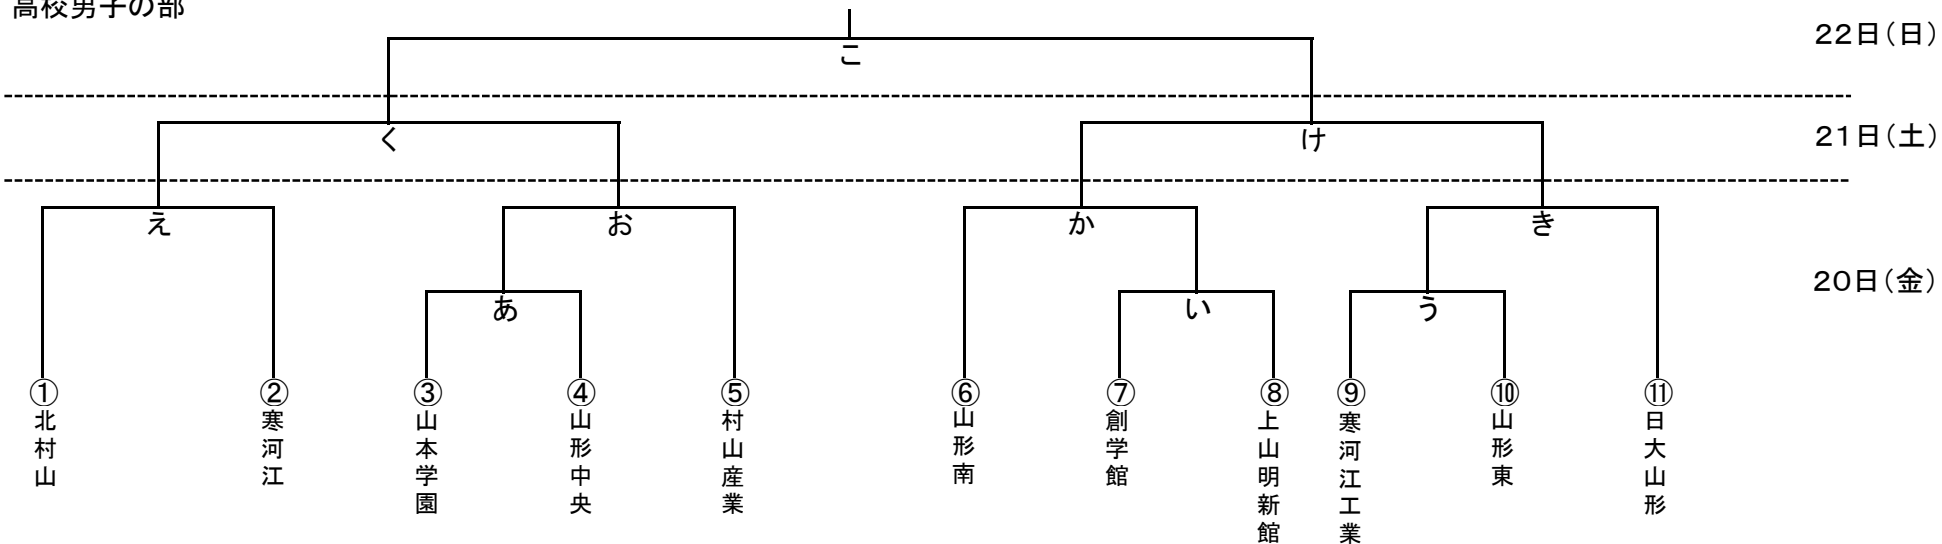 高校男子の部
こ
22日(日)
く
け
21日(土)
え
お
か
き
あ
い
う
20日(金)
①北村山
②寒河江
③山本学園
④山形中央
⑤村山産業
⑥山形南
⑦創学館
⑧上山明新館
⑨寒河江工業
⑩山形東
⑪日大山形